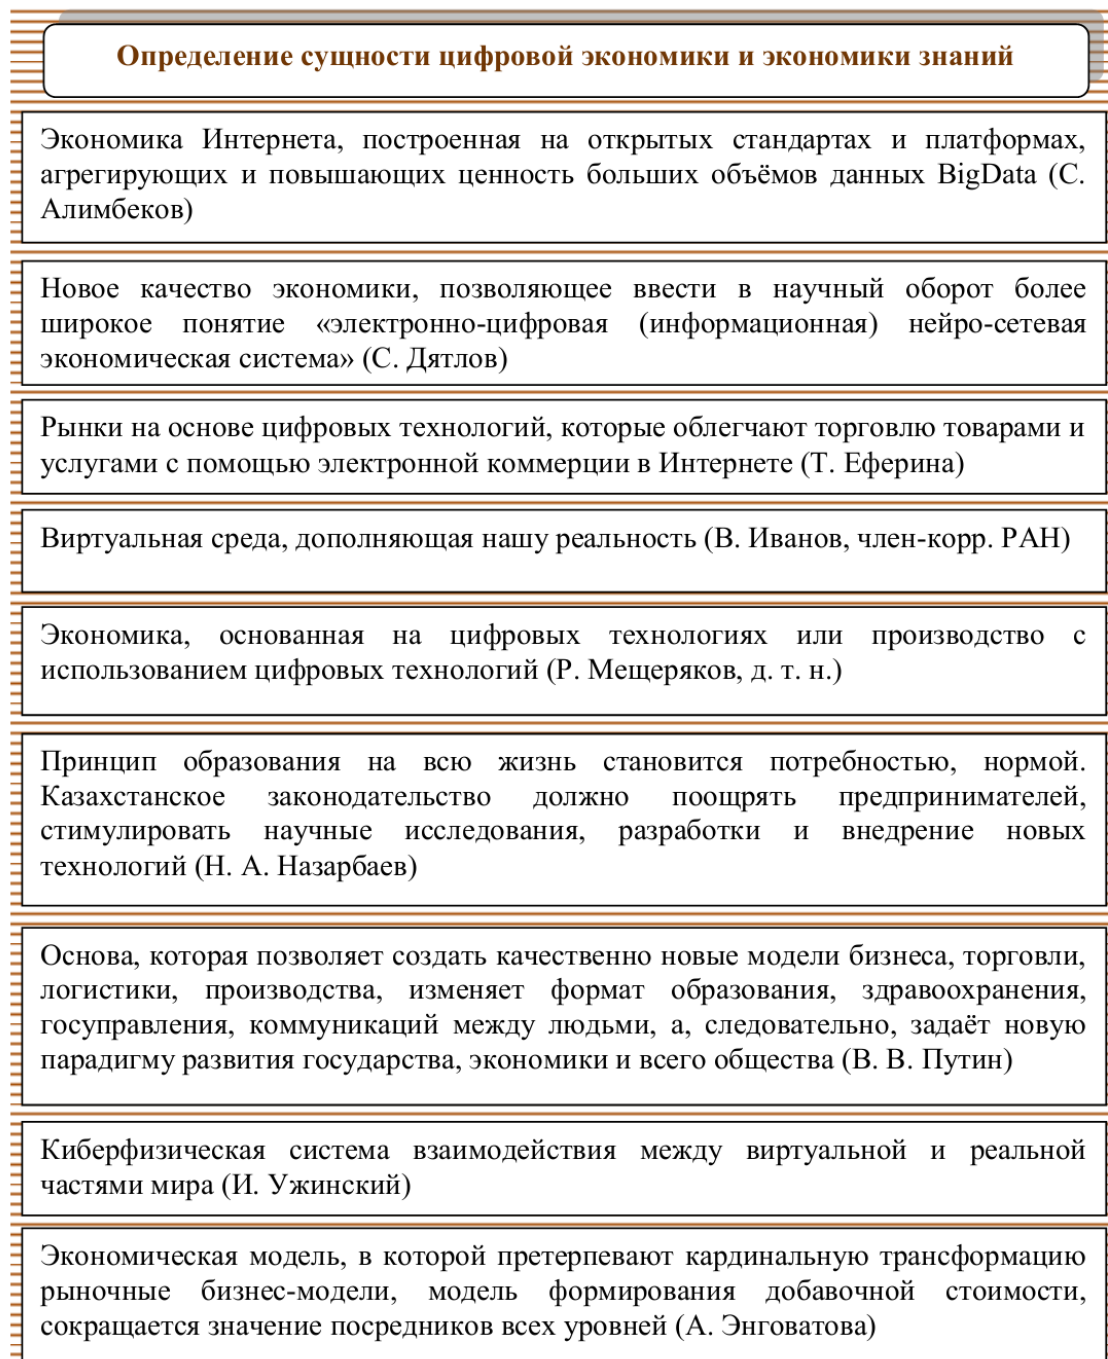 Определение сущности цифровой экономики и экономики знаний
Экономика Интернета, построенная на открытых стандартах и платформах,
агрегирующих и повышающих ценность больших объёмов данных BigData (С.
Алимбеков)
Новое качество экономики, позволяющее ввести в научный оборот более
широкое понятие «электронно-цифровая (информационная) нейро-сетевая
экономическая система» (С. Дятлов)
Рынки на основе цифровых технологий, которые облегчают торговлю товарами и
услугами с помощью электронной коммерции в Интернете (Т. Еферина)
Виртуальная среда, дополняющая нашу реальность (В. Иванов, член-корр. РАН)
Экономика, основанная на цифровых технологиях или производство с
использованием цифровых технологий (Р. Мещеряков, д. т. н.)
Принцип образования на всю жизнь становится потребностью, нормой.
Казахстанское законодательство должно поощрять предпринимателей,
стимулировать научные исследования, разработки и внедрение новых
технологий (Н. А. Назарбаев)
Основа, которая позволяет создать качественно новые модели бизнеса, торговли,
логистики, производства, изменяет формат образования, здравоохранения,
госуправления, коммуникаций между людьми, а, следовательно, задаёт новую
парадигму развития государства, экономики и всего общества (В. В. Путин)
Киберфизическая система взаимодействия между виртуальной и реальной
частями мира (И. Ужинский)
Экономическая модель, в которой претерпевают кардинальную трансформацию
рыночные бизнес-модели, модель формирования добавочной стоимости,
сокращается значение посредников всех уровней (А. Энговатова)